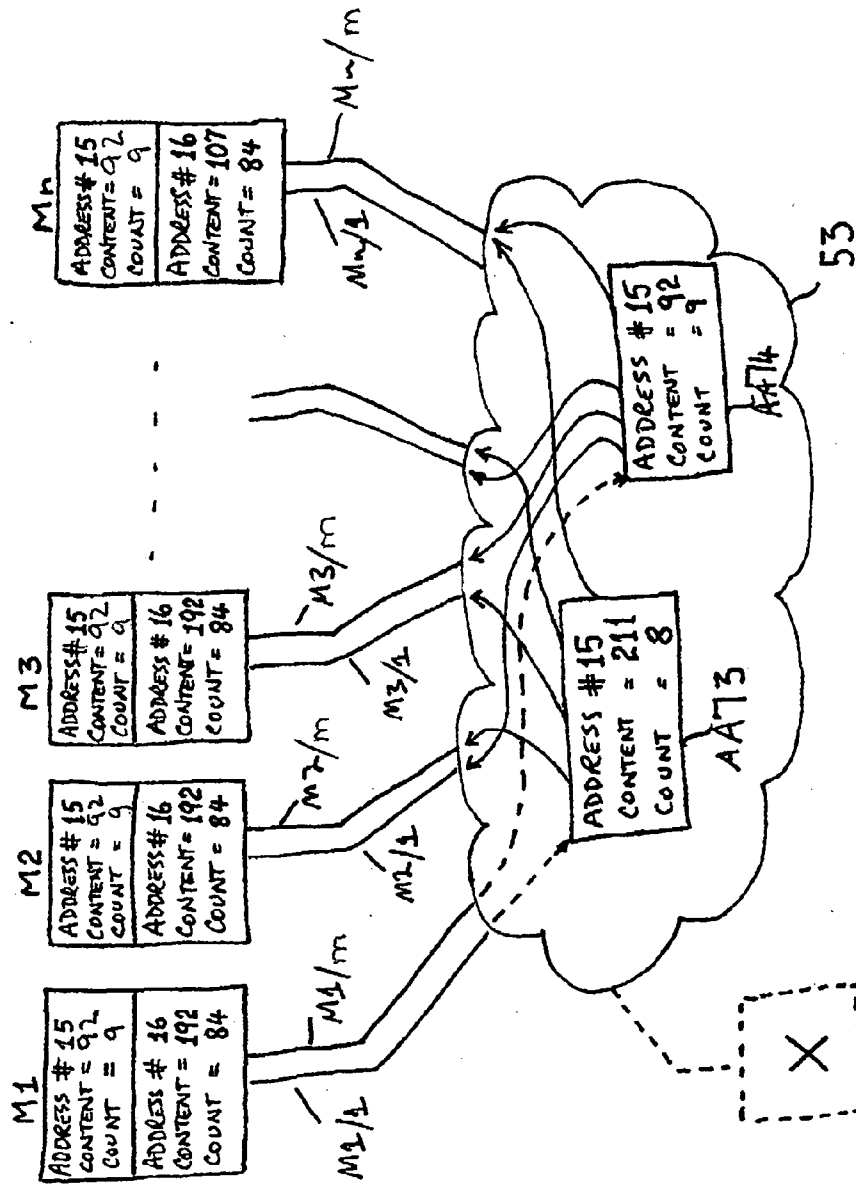 M1
ADDRESS # 15
CONTENT = 92
COUNT = 9
ADDRESS # 16
CONTENT = 192
COUNT = 84
M2
ADDRESS # 15
CONTENT = 92
COUNT = 9
ADDRESS # 16
CONTENT = 192
COUNT = 84
M3
ADDRESS # 15
CONTENT = 92
COUNT = 9
ADDRESS # 16
CONTENT = 192
COUNT = 84
Mn
ADDRESS # 15
CONTENT = 92
COUNT = 9
ADDRESS # 16
CONTENT = 107
COUNT = 84
M1/1
M1/m
M2/1
M2/m
M3/1
M3/m
Mn/1
Mn/m
ADDRESS #15
CONTENT = 211
COUNT = 8
AA73
ADDRESS #15
CONTENT = 92
COUNT = 9
AA74
53
X